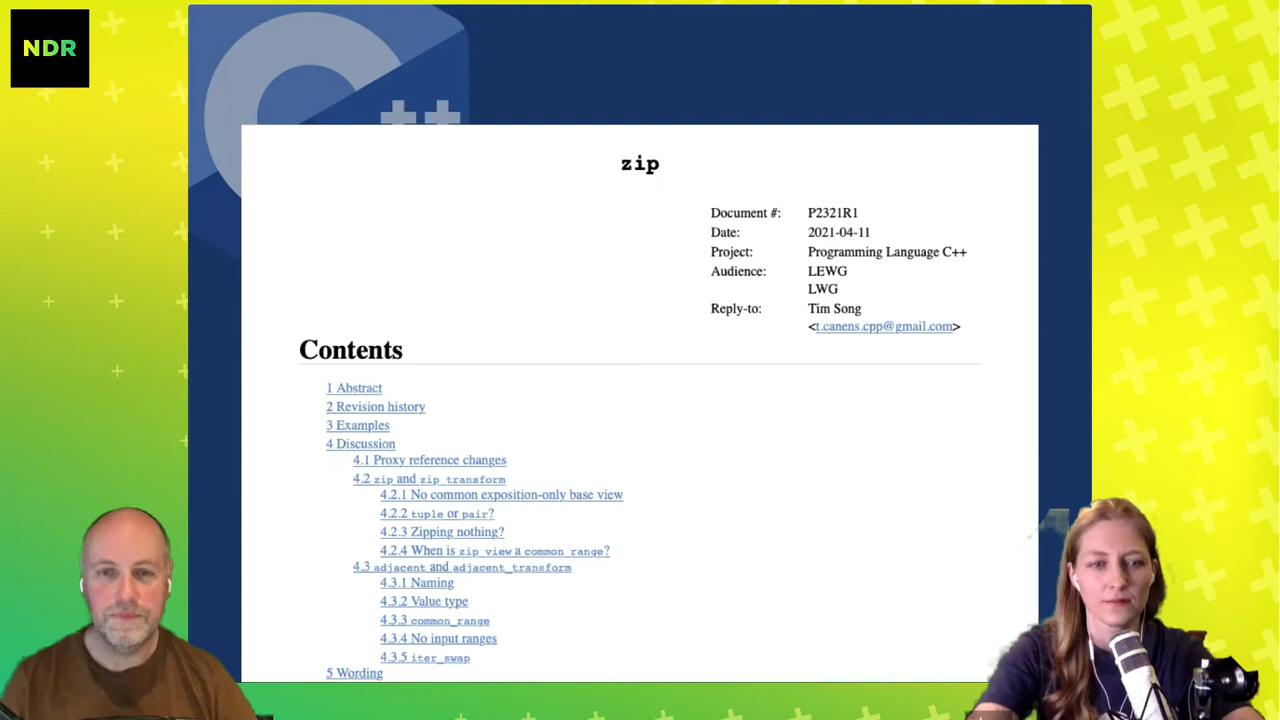 NDR
C++
zip
Document #: P2321R1
Date: 2021-04-11
Project: Programming Language C++
Audience: LEWG
LWG
Reply-to: Tim Song
<t.canens.cpp@gmail.com>
Contents
1 Abstract
2 Revision history
3 Examples
4 Discussion
4.1 Proxy reference changes
4.2 zip and zip_transform
4.2.1 No common exposition-only base view
4.2.2 tuple or pair?
4.2.3 Zipping nothing?
4.2.4 When is zip_view a common_range?
4.3 adjacent and adjacent_transform
4.3.1 Naming
4.3.2 Value type
4.3.3 common_range
4.3.4 No input ranges
4.3.5 iter_swap
5 Wording